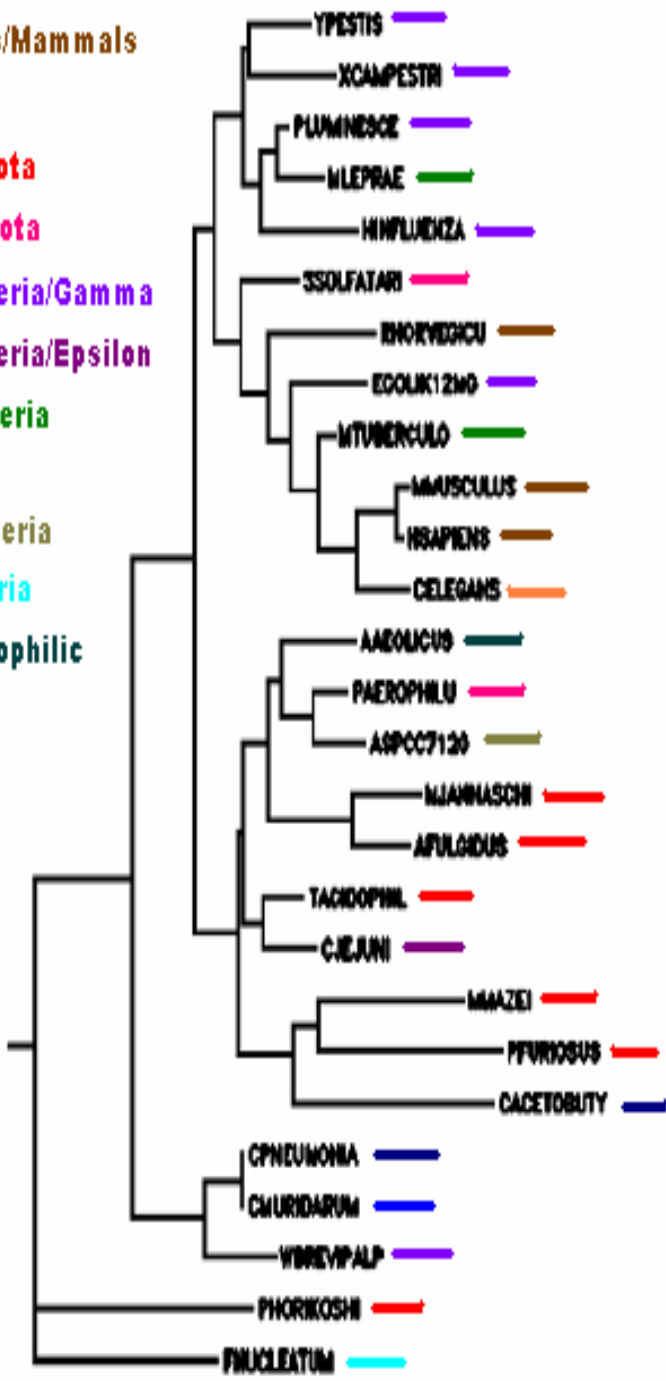 s/Mammals
ota
ota
eria/Gamma
eria/Epsilon
eria
eria
ria
ophilic
YPESTIS
XCAMPESTRI
PLUMINESCE
MLEPRAE
HINFLUENZA
SSOLFATARI
RNORVEGICU
ECOLIK12MG
MTUBERCULO
MMUSCULUS
HSAPIENS
CELEGANS
AAEOLICUS
PAEROPHILU
ASPCC7120
MJANNASCHI
AFULGIDUS
TACIDOPHIL
CJEJUNI
MMAZEI
PFURIOSUS
CACETOBUTY
CPNEUMONIA
CMURIDARUM
WBREVIPALP
PHORIKOSHI
FNUCLEATUM